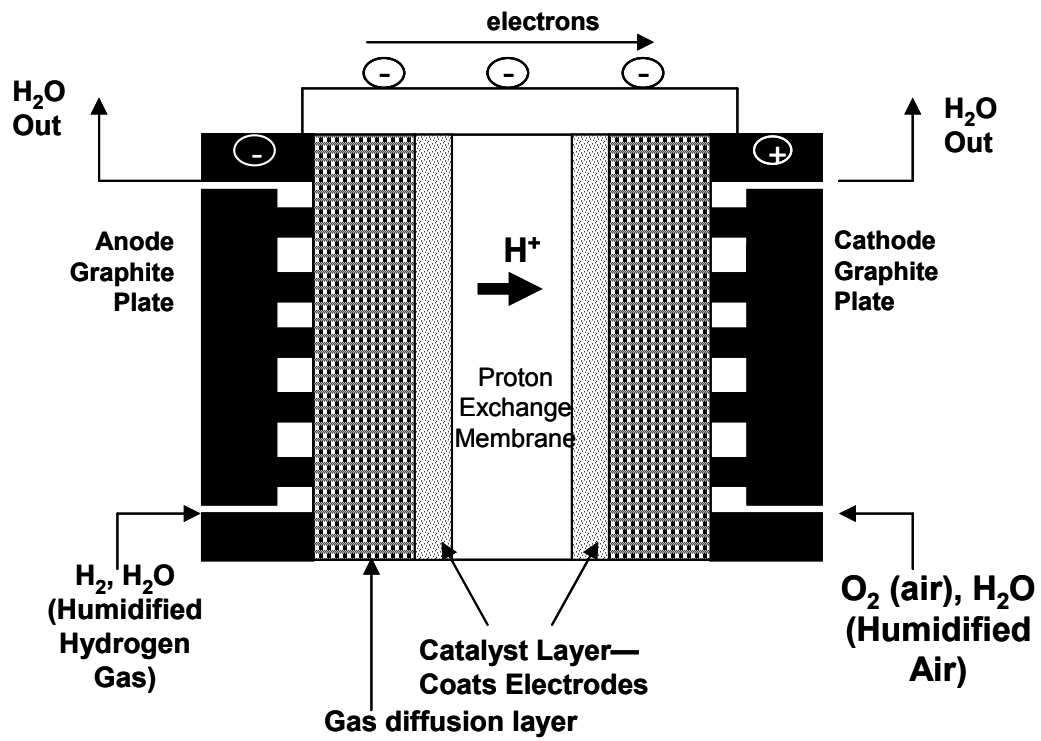 electrons
- - -
H₂O
Out
H₂O
Out
-
+
Anode
Graphite
Plate
H⁺
Cathode
Graphite
Plate
Proton
Exchange
Membrane
H₂, H₂O
(Humidified
Hydrogen
Gas)
O₂ (air), H₂O
(Humidified
Air)
Catalyst Layer—
Coats Electrodes
Gas diffusion layer